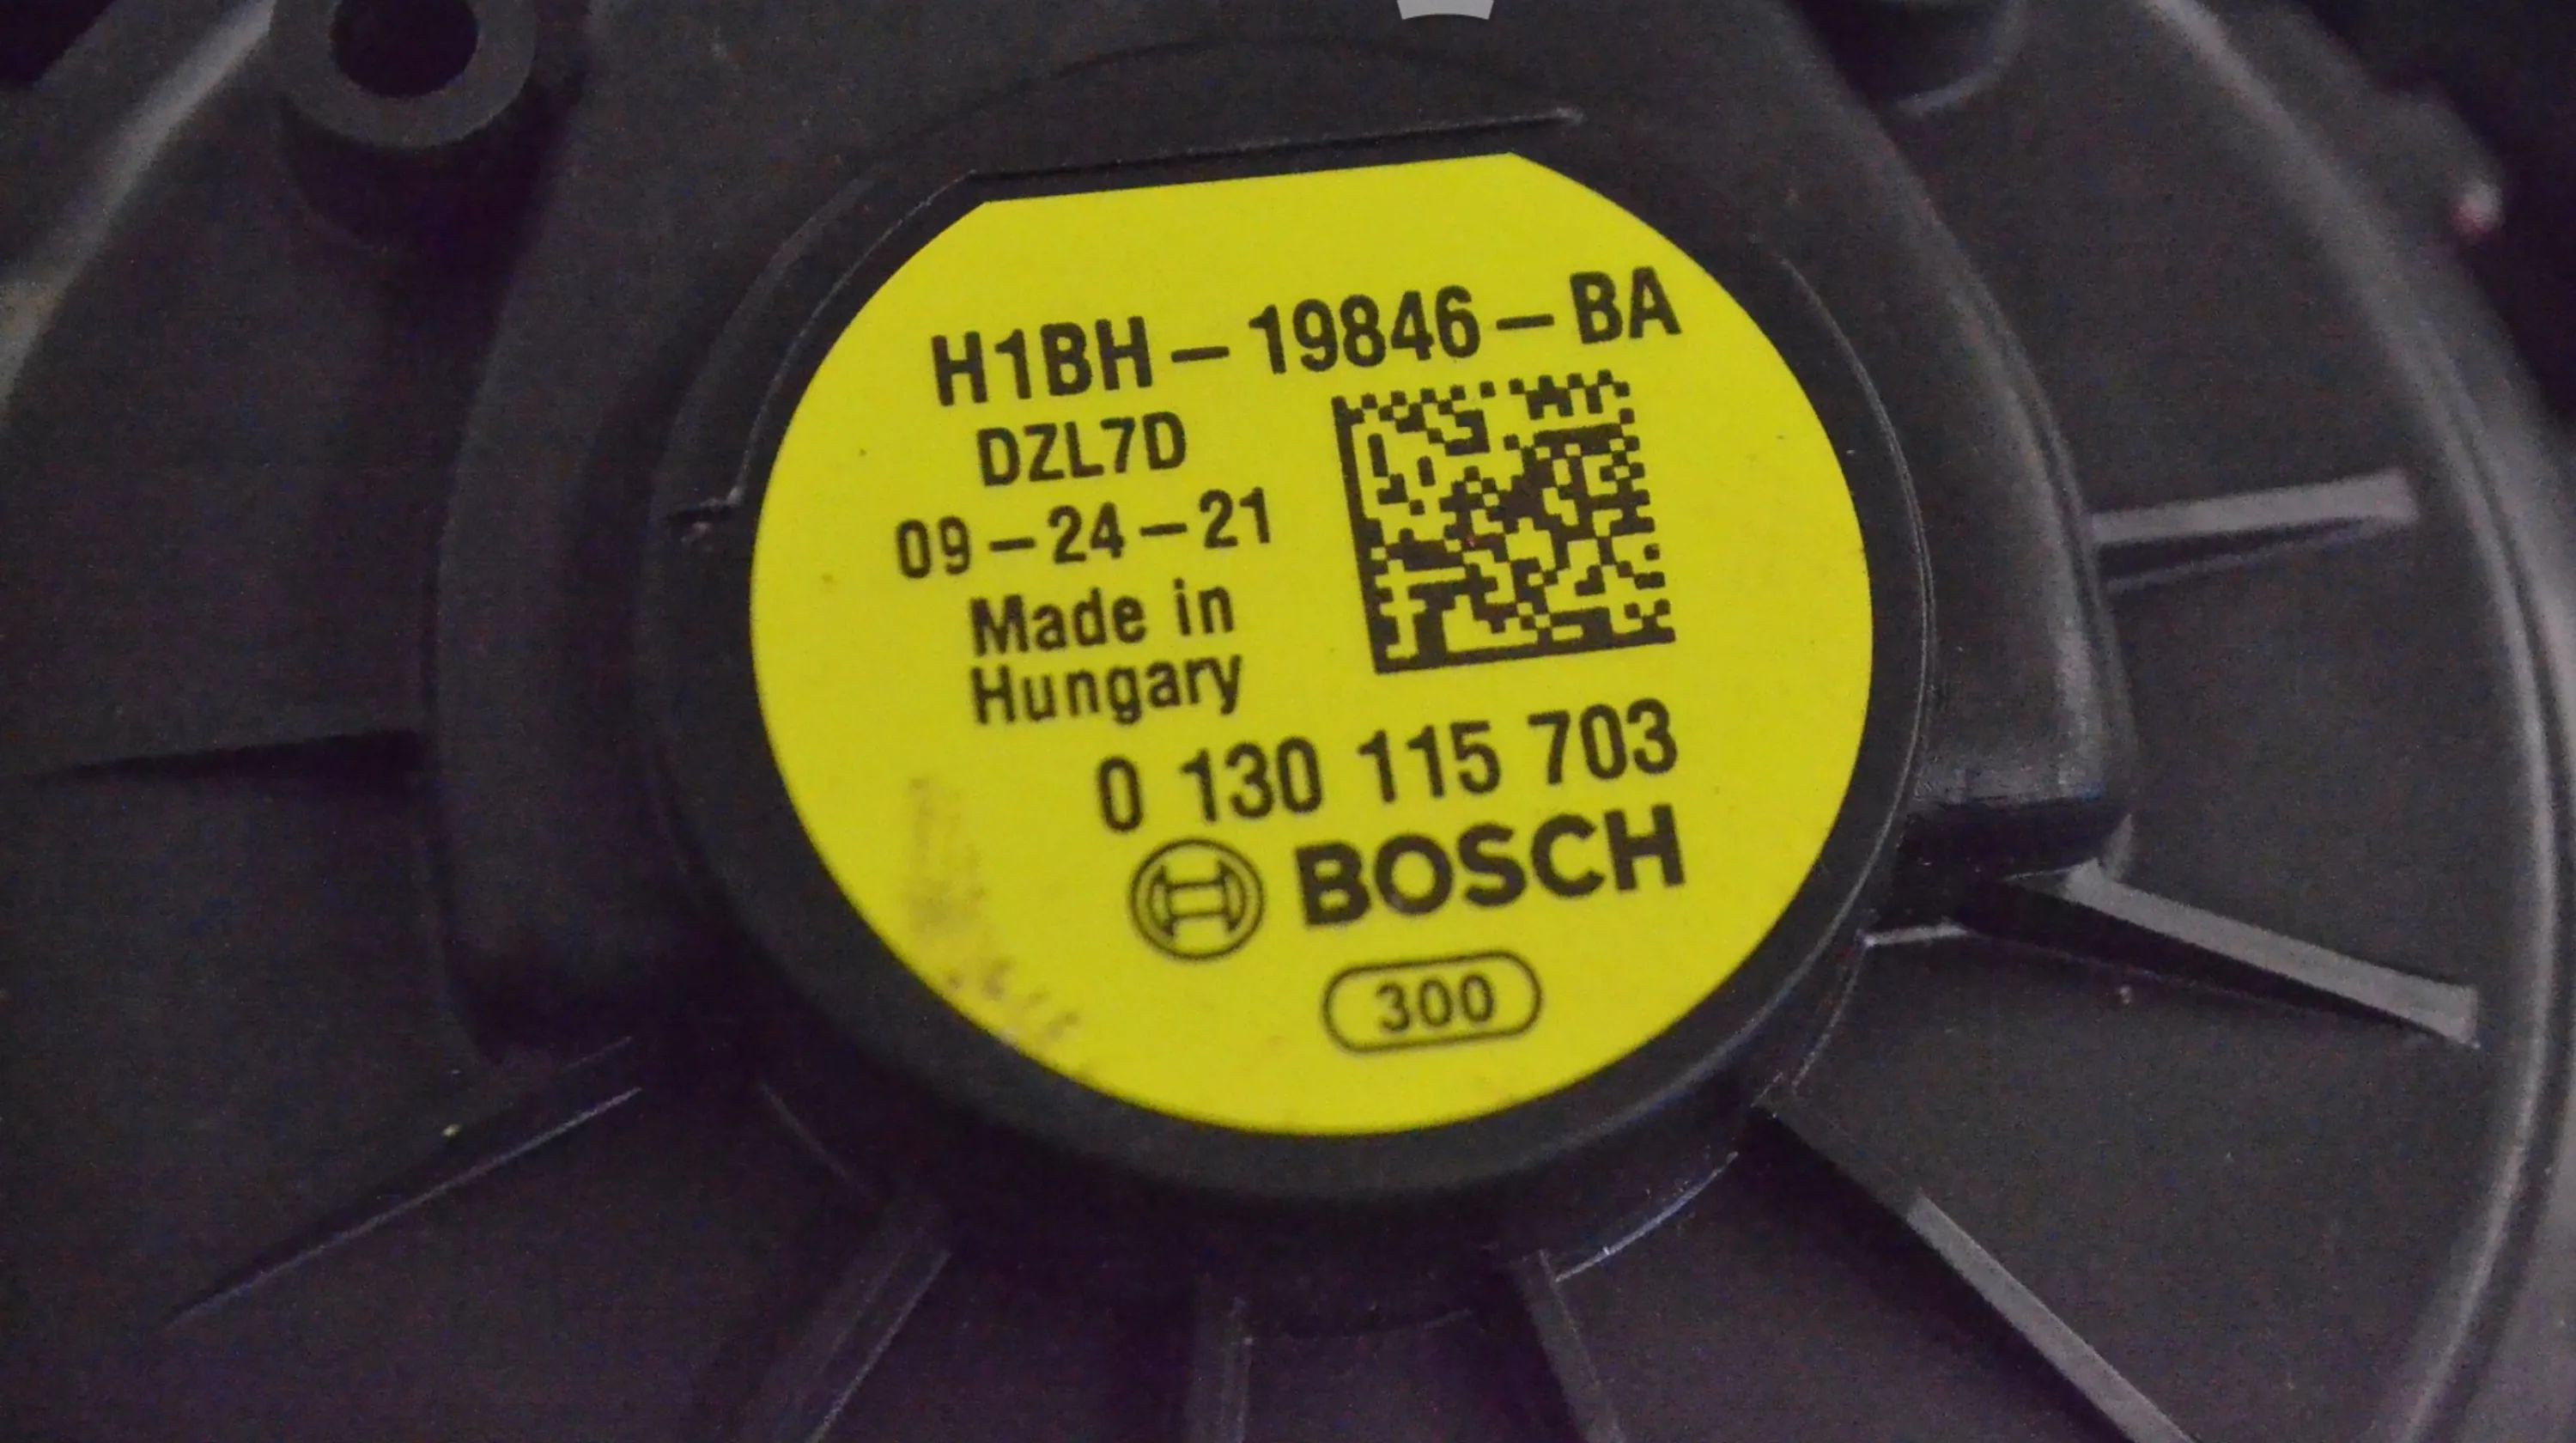 H1BH-19846-BA
DZL7D
09-24-21
Made in
Hungary
0 130 115 703
BOSCH
300